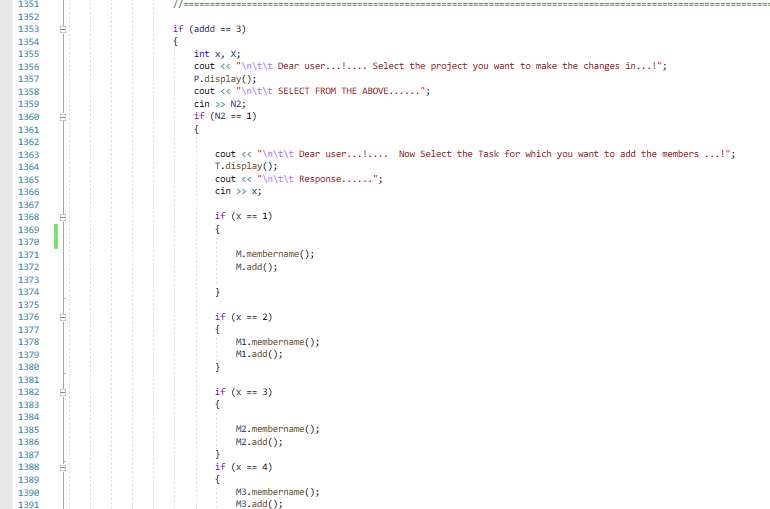 1351 //==============================================================================================================
1352
1353 if (addd == 3)
1354 {
1355 int x, X;
1356 cout << "\n\t\t Dear user...!.... Select the project you want to make the changes in...!";
1357 P.display();
1358 cout << "\n\t\t SELECT FROM THE ABOVE......";
1359 cin >> N2;
1360 if (N2 == 1)
1361 {
1362
1363 cout << "\n\t\t Dear user...!....  Now Select the Task for which you want to add the members ...!";
1364 T.display();
1365 cout << "\n\t\t Response......";
1366 cin >> x;
1367
1368 if (x == 1)
1369 {
1370
1371 M.membername();
1372 M.add();
1373
1374 }
1375
1376 if (x == 2)
1377 {
1378 M1.membername();
1379 M1.add();
1380 }
1381
1382 if (x == 3)
1383 {
1384
1385 M2.membername();
1386 M2.add();
1387 }
1388 if (x == 4)
1389 {
1390 M3.membername();
1391 M3.add();